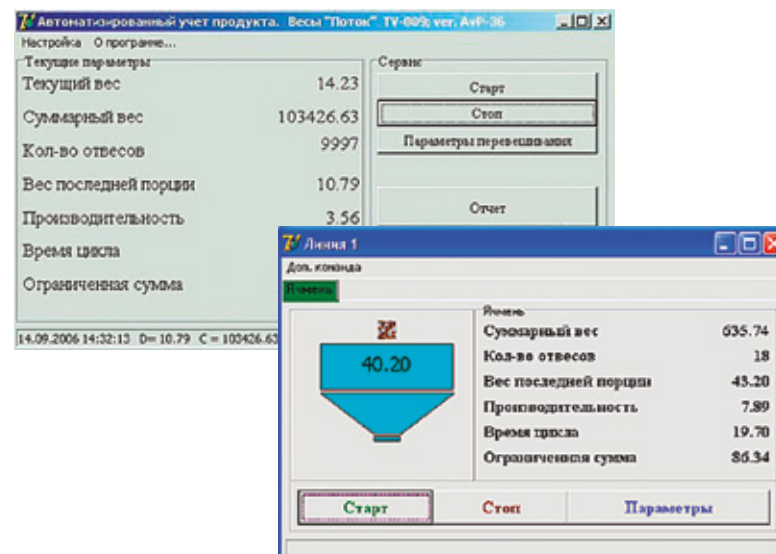 Автоматизированный учет продукта. Весы "Поток" TV-009; ver. AvP-36
Настройка О програме...
Текущие параметры
Текущий вес 14.23
Суммарный вес 103426.63
Кол-во отвесов 9997
Вес последней порции 10.79
Производительность 3.56
Время цикла
Ограниченная сумма
14.09.2006 14:32:13 D= 10.79 C = 103426.63
Сервис
Старт
Стоп
Параметры перевешивания
Отчет
Линия 1
Доп. команда
Ячмень
40.20
Ячмень
Суммарный вес 635.74
Кол-во отвесов 18
Вес последней порции 43.20
Производительность 7.89
Время цикла 19.70
Ограниченная сумма 86.34
Старт Стоп Параметры